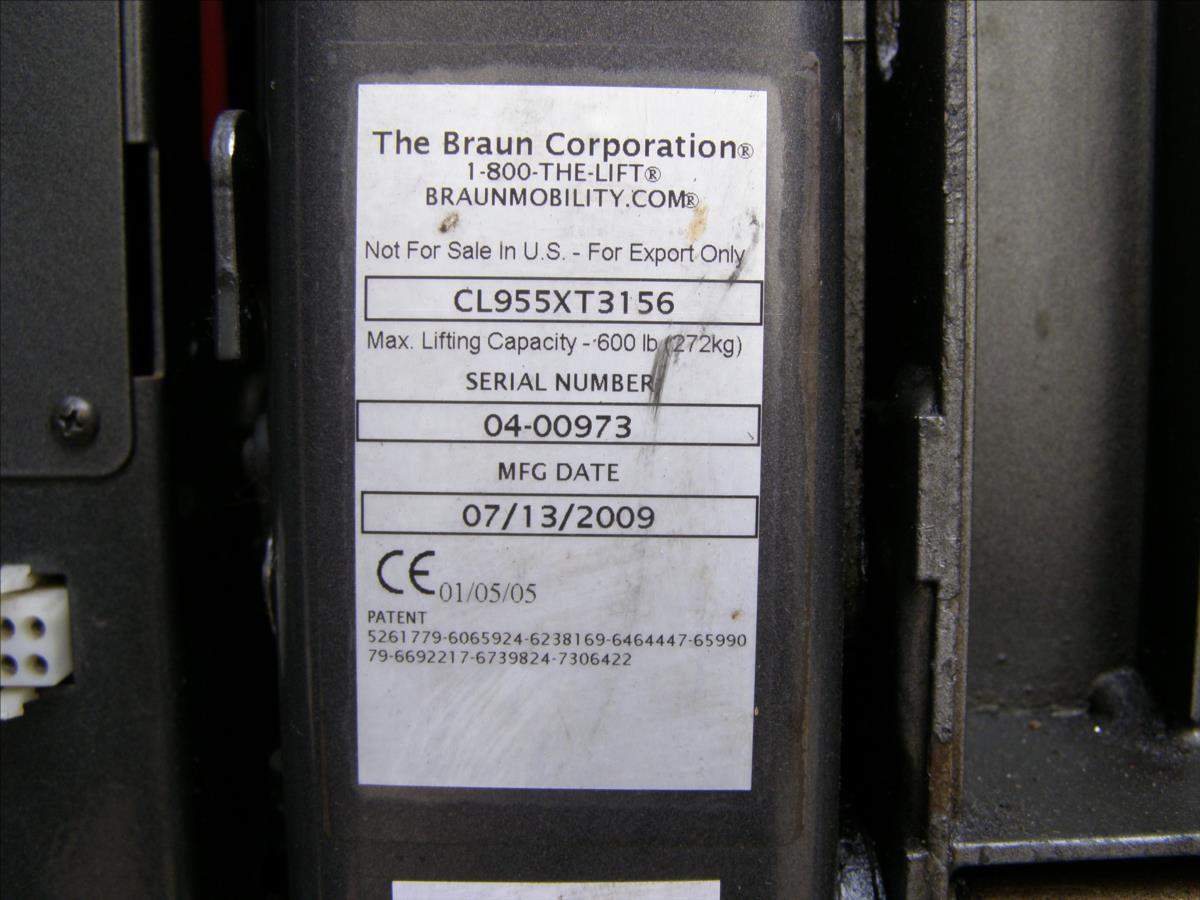 The Braun Corporation®
1-800-THE-LIFT®
BRAUNMOBILITY.COM®
Not For Sale In U.S. - For Export Only
CL955XT3156
Max. Lifting Capacity - 600 lb (272kg)
SERIAL NUMBER
04-00973
MFG DATE
07/13/2009
CE 01/05/05
PATENT
5261779-6065924-6238169-6464447-65990
79-6692217-6739824-7306422